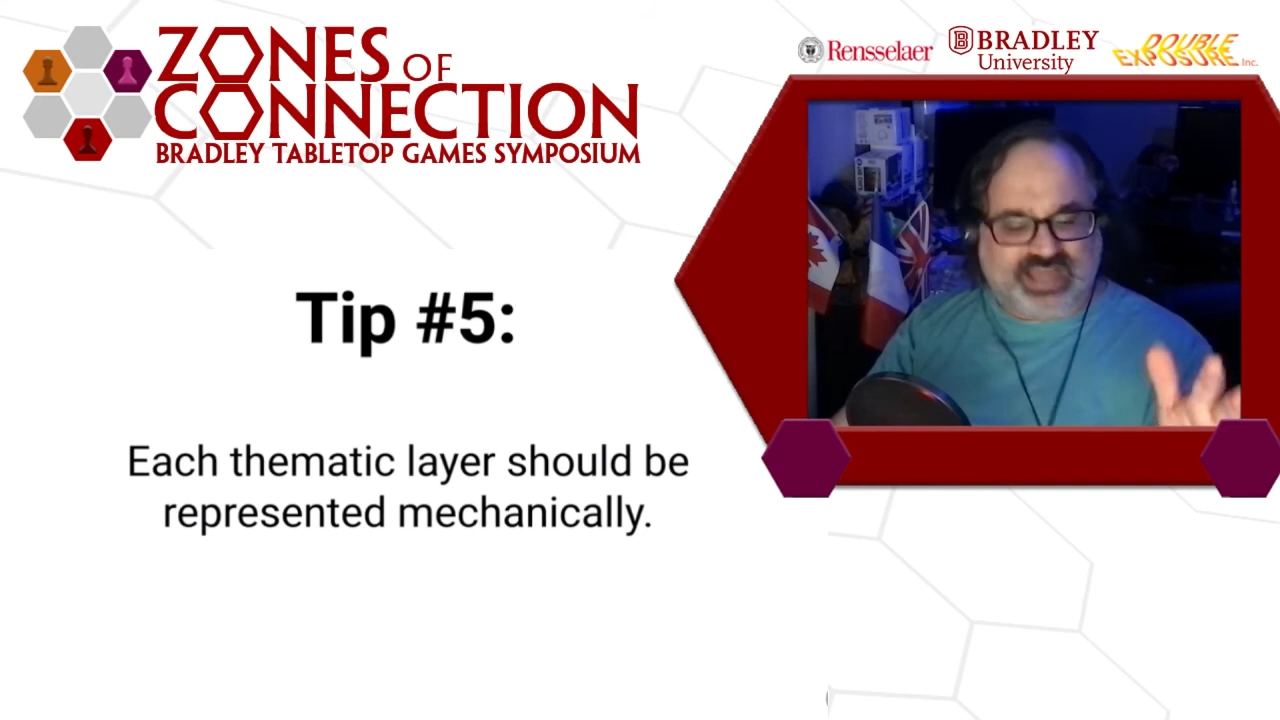 ZONES OF
CONNECTION
BRADLEY TABLETOP GAMES SYMPOSIUM
Rensselaer
BRADLEY
University
DOUBLE
EXPOSURE Inc.
Tip #5:
Each thematic layer should be
represented mechanically.